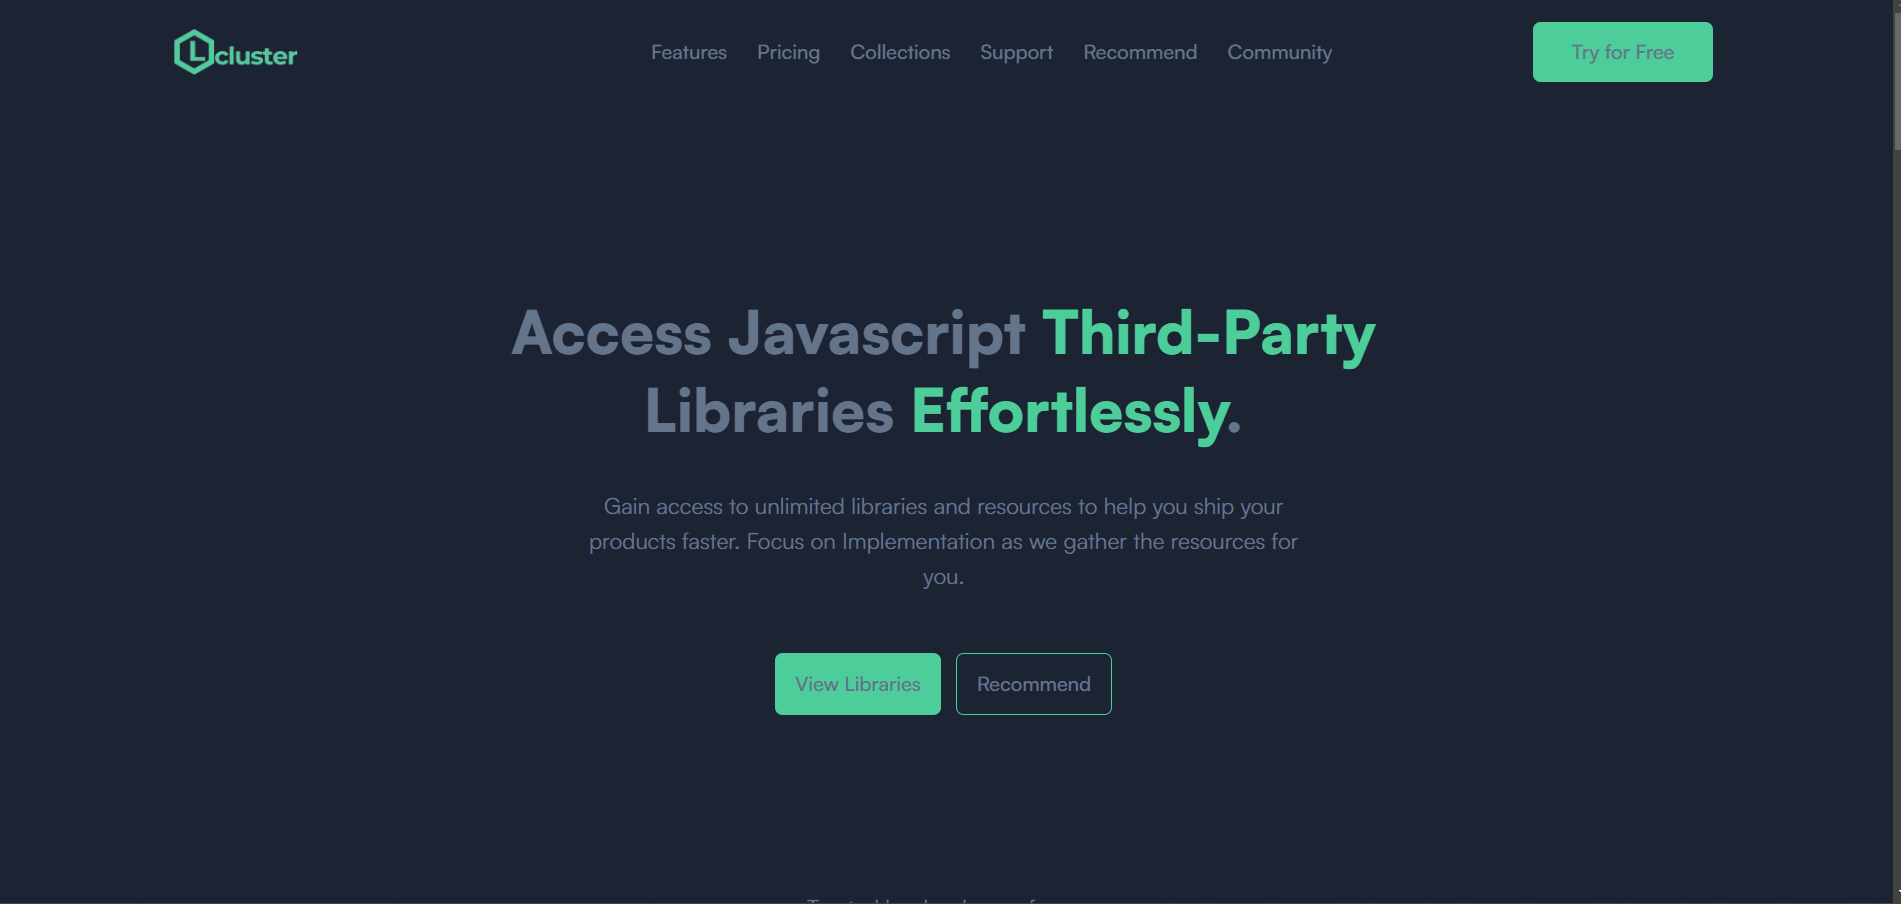 Lcluster
Features Pricing Collections Support Recommend Community
Try for Free
Access Javascript Third-Party
Libraries Effortlessly.
Gain access to unlimited libraries and resources to help you ship your
products faster. Focus on Implementation as we gather the resources for
you.
View Libraries
Recommend